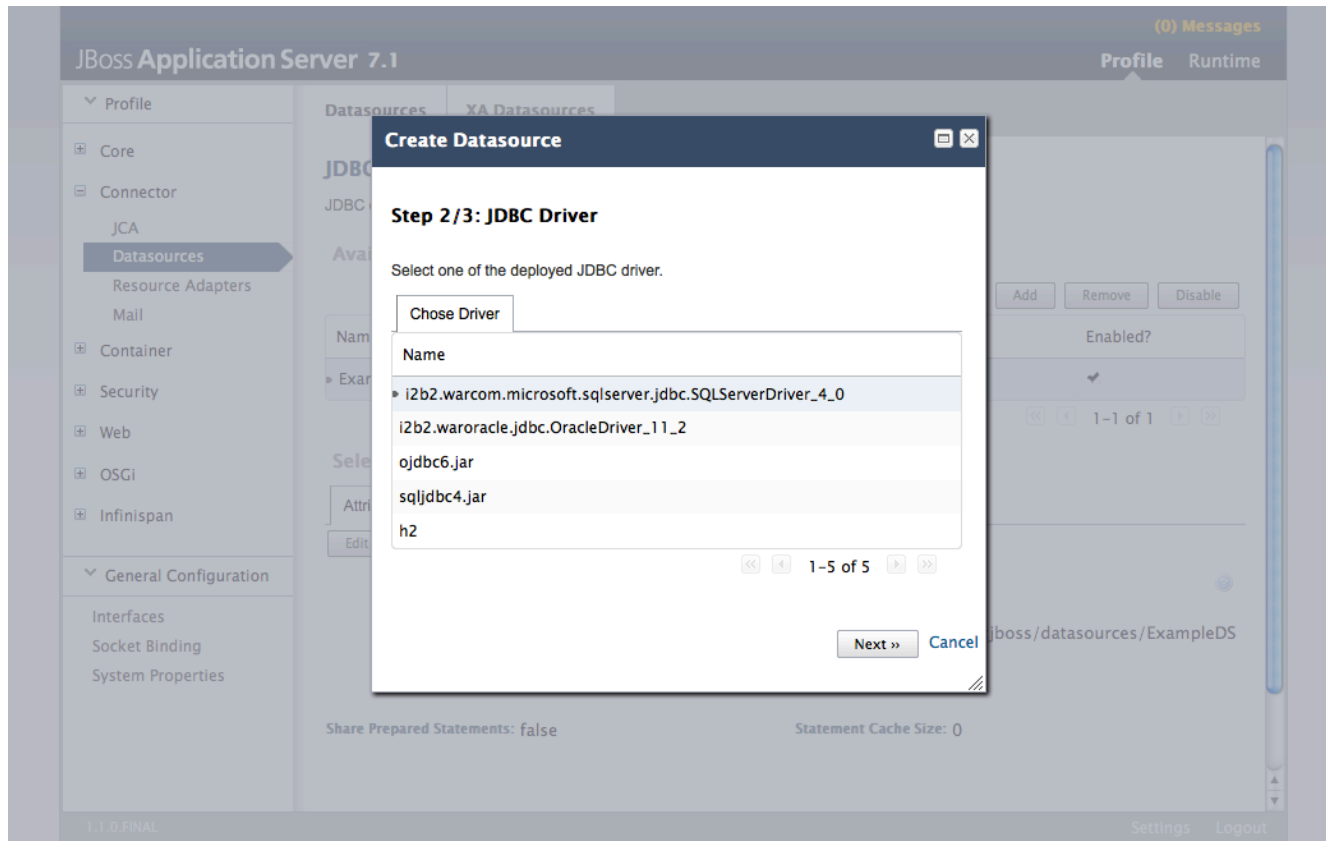 (0) Messages
JBoss Application Server 7.1
Profile Runtime
Profile
Datasources XA Datasources
Core
Connector
JCA
Datasources
Resource Adapters
Mail
Container
Security
Web
OSGi
Infinispan
General Configuration
Interfaces
Socket Binding
System Properties
JDBC
JDBC
Add Remove Disable
Enabled?
1-1 of 1
Edit
jboss/datasources/ExampleDS
Share Prepared Statements: false
Statement Cache Size: 0
Create Datasource
Step 2/3: JDBC Driver
Select one of the deployed JDBC driver.
Chose Driver
Name
i2b2.warcom.microsoft.sqlserver.jdbc.SQLServerDriver_4_0
i2b2.waroracle.jdbc.OracleDriver_11_2
ojdbc6.jar
sqljdbc4.jar
h2
1-5 of 5
Next »
Cancel
1.1.0.FINAL
Settings Logout